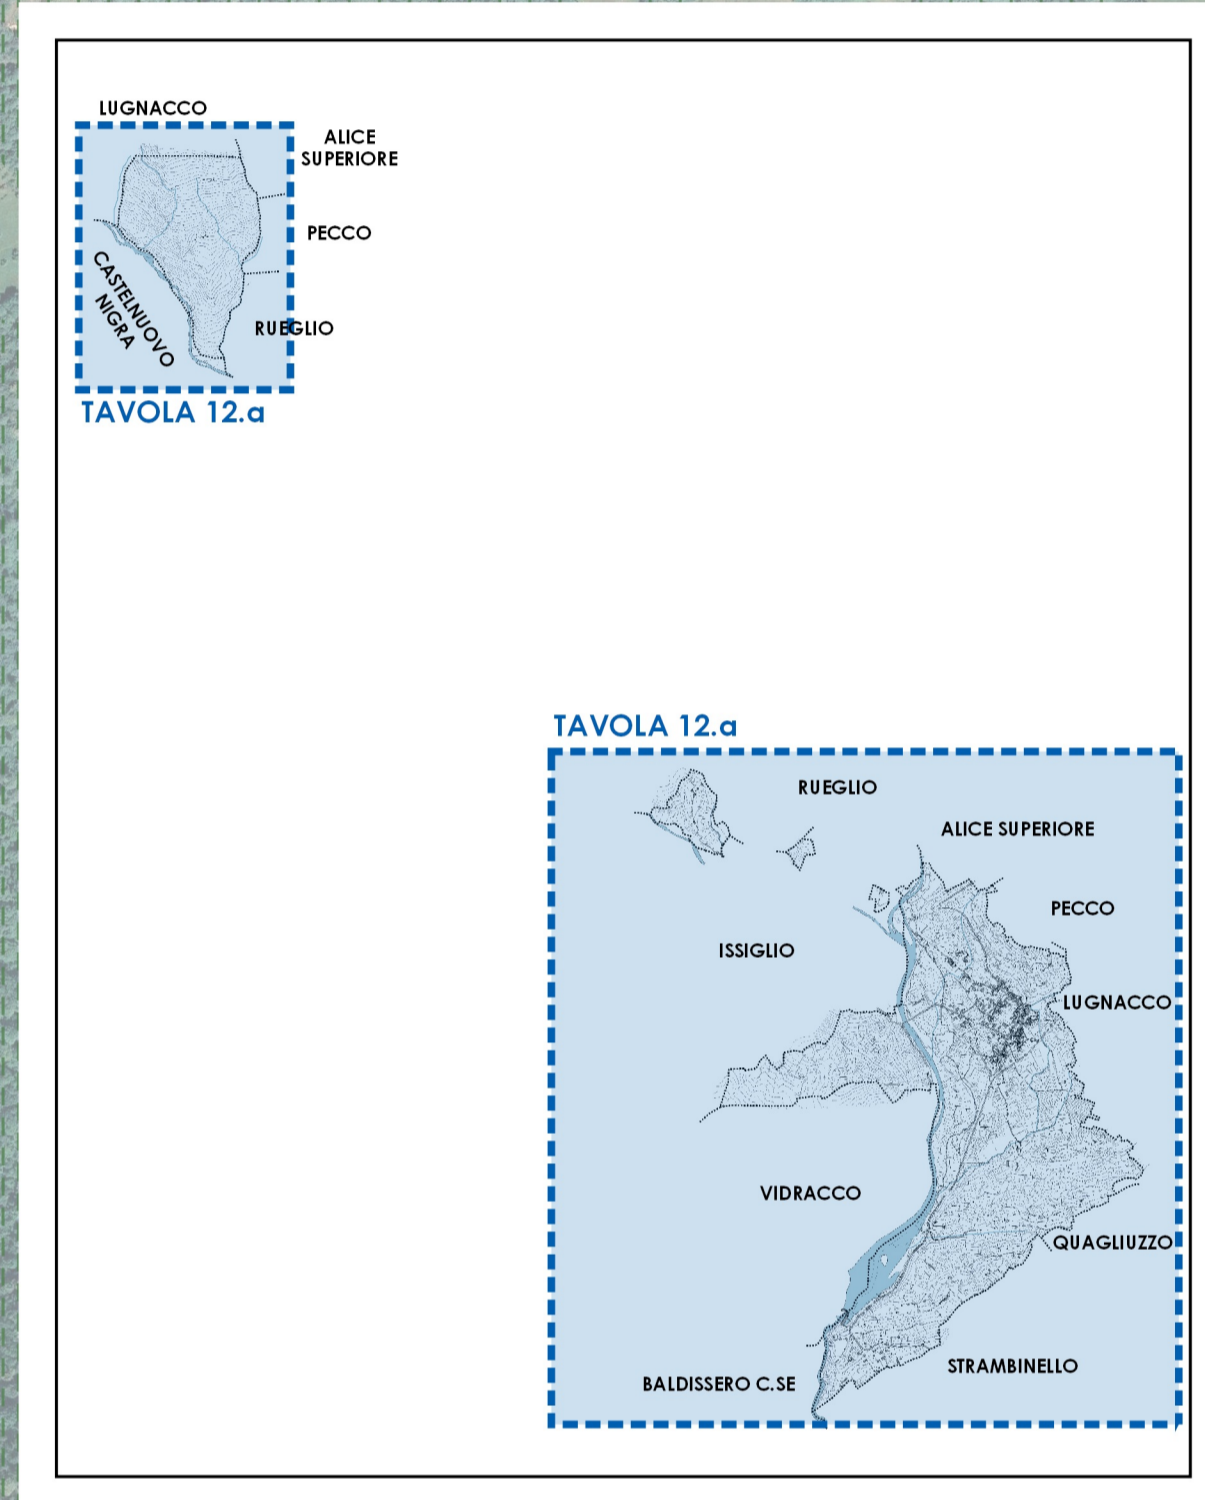 LUGNACCO
ALICE
SUPERIORE
PECCO
CASTELNUOVO
NIGRA
RUEGLIO
TAVOLA 12.a
TAVOLA 12.a
RUEGLIO
ALICE SUPERIORE
PECCO
ISSIGLIO
LUGNACCO
VIDRACCO
QUAGLIUZZO
STRAMBINELLO
BALDISSERO C.SE